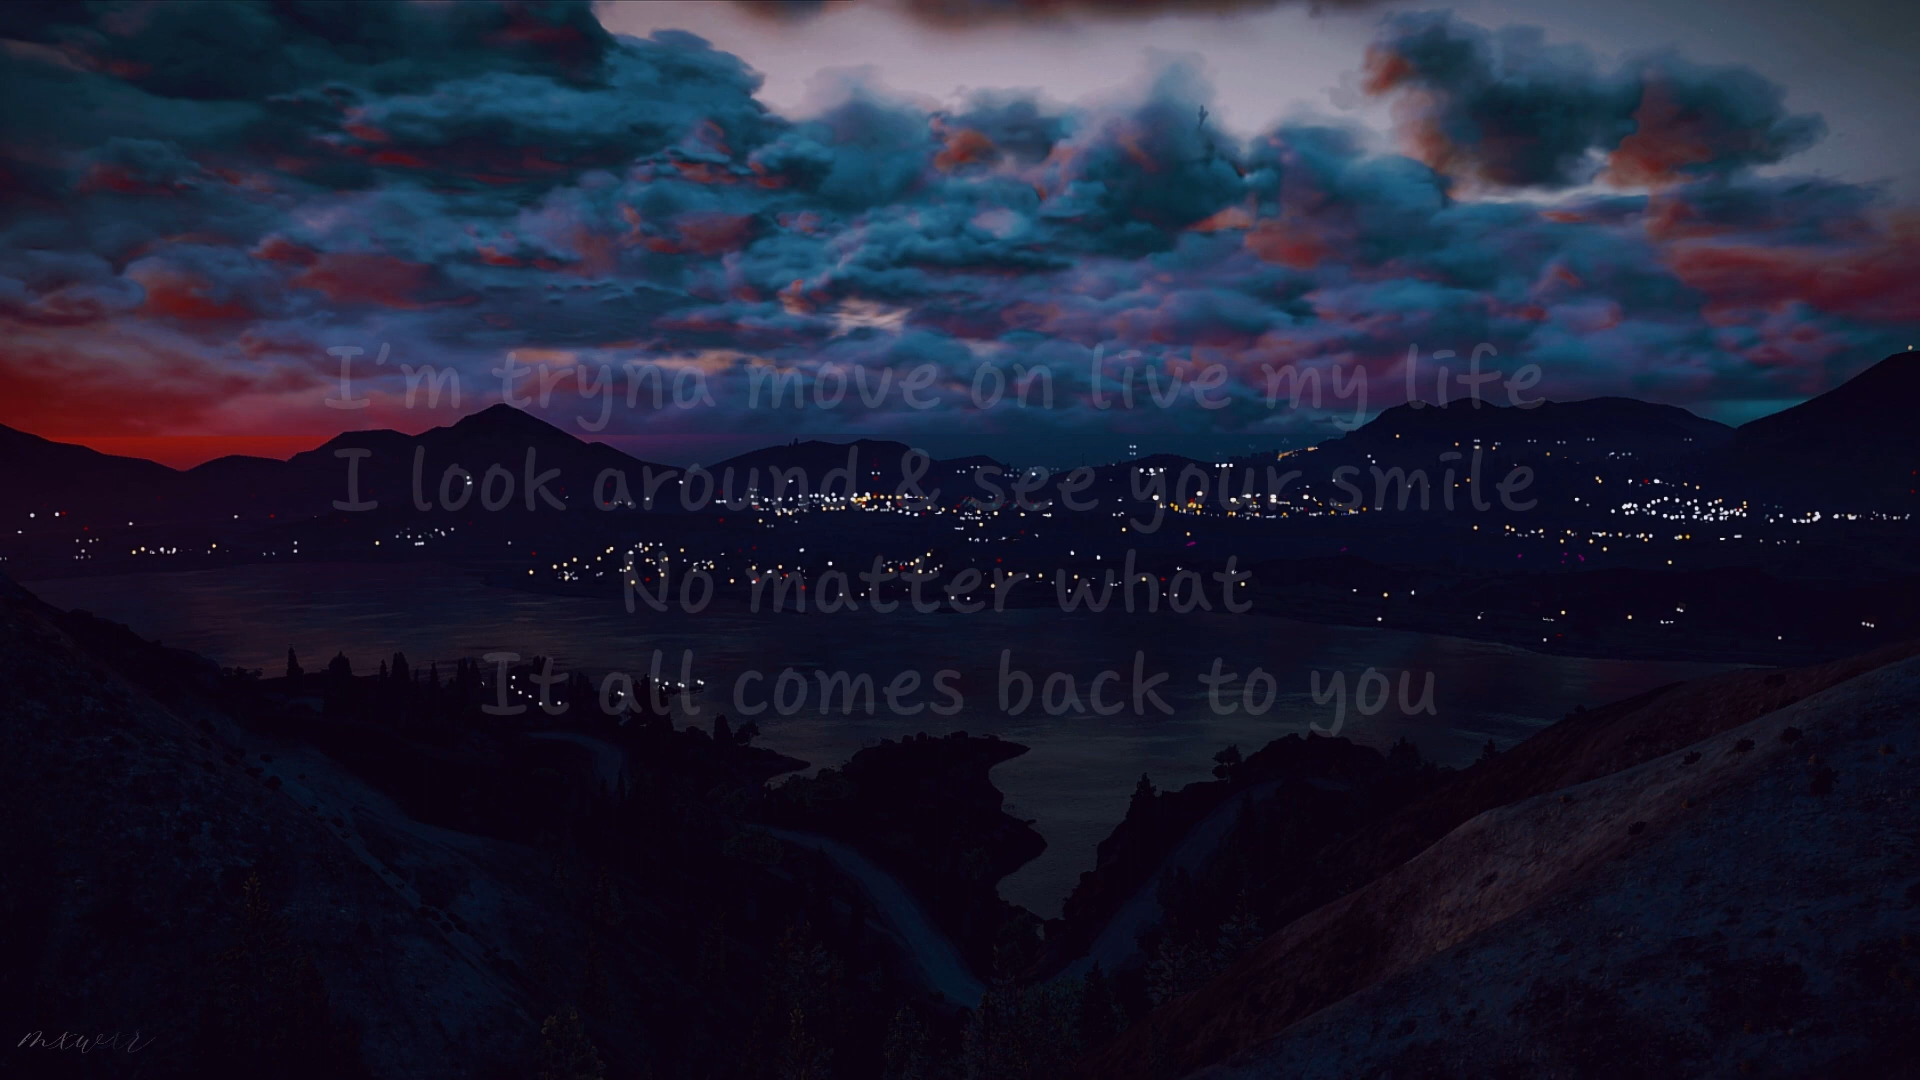 I'm tryna move on live my life
I look around & see your smile
No matter what
It all comes back to you